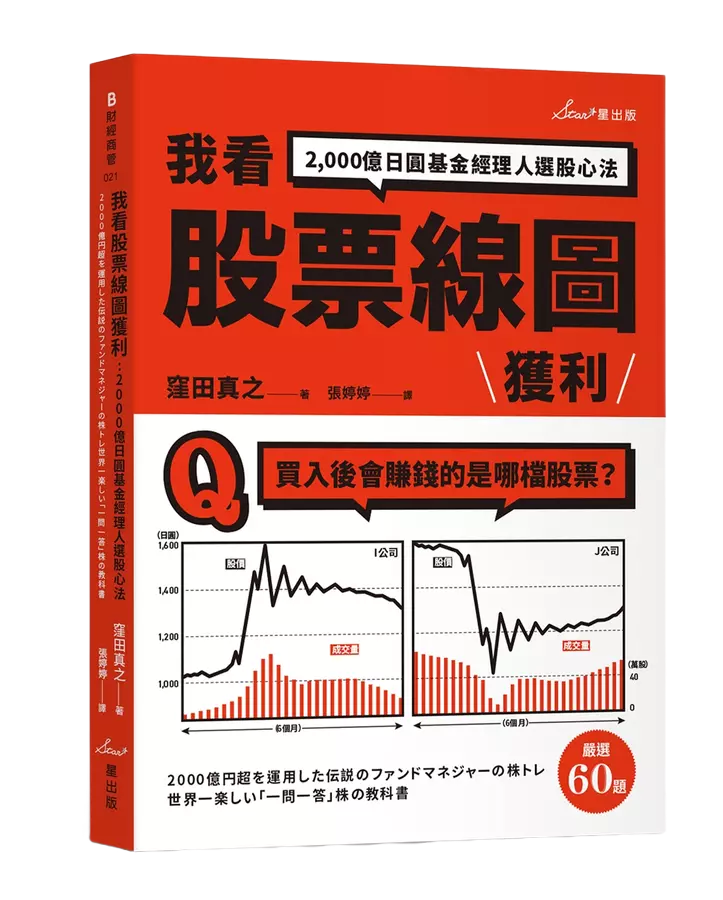 B
財經商管
021
我看股票線圖獲利：2000億日圓基金經理人選股心法
2000億円超を運用した伝説のファンドマネジャーの株トレ世界一楽しい「一問一答」株の教科書
窪田真之——著
張婷婷——譯
Star 星出版
Star 星出版
我看
2,000億日圓基金經理人選股心法
股票線圖
獲利
窪田真之——著 張婷婷——譯
Q
買入後會賺錢的是哪檔股票？
(日圓)
1,600
1,400
1,200
1,000
股價
I公司
成交量
(6個月)
股價
J公司
成交量
(萬股)
40
0
(6個月)
2000億円超を運用した伝説のファンドマネジャーの株トレ
世界一楽しい「一問一答」株の教科書
嚴選
60題